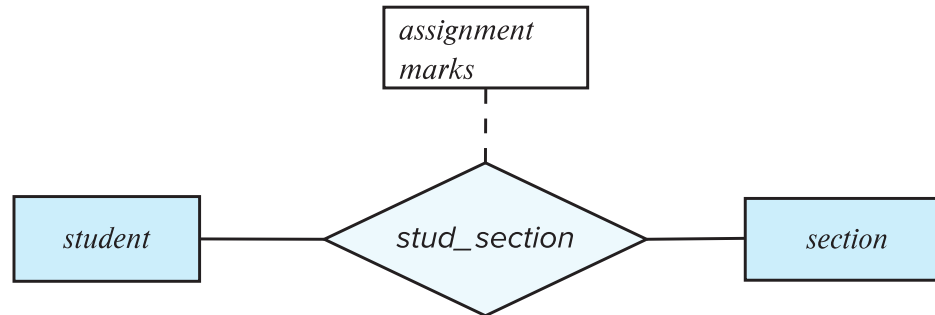 assignment
marks
student
stud_section
section